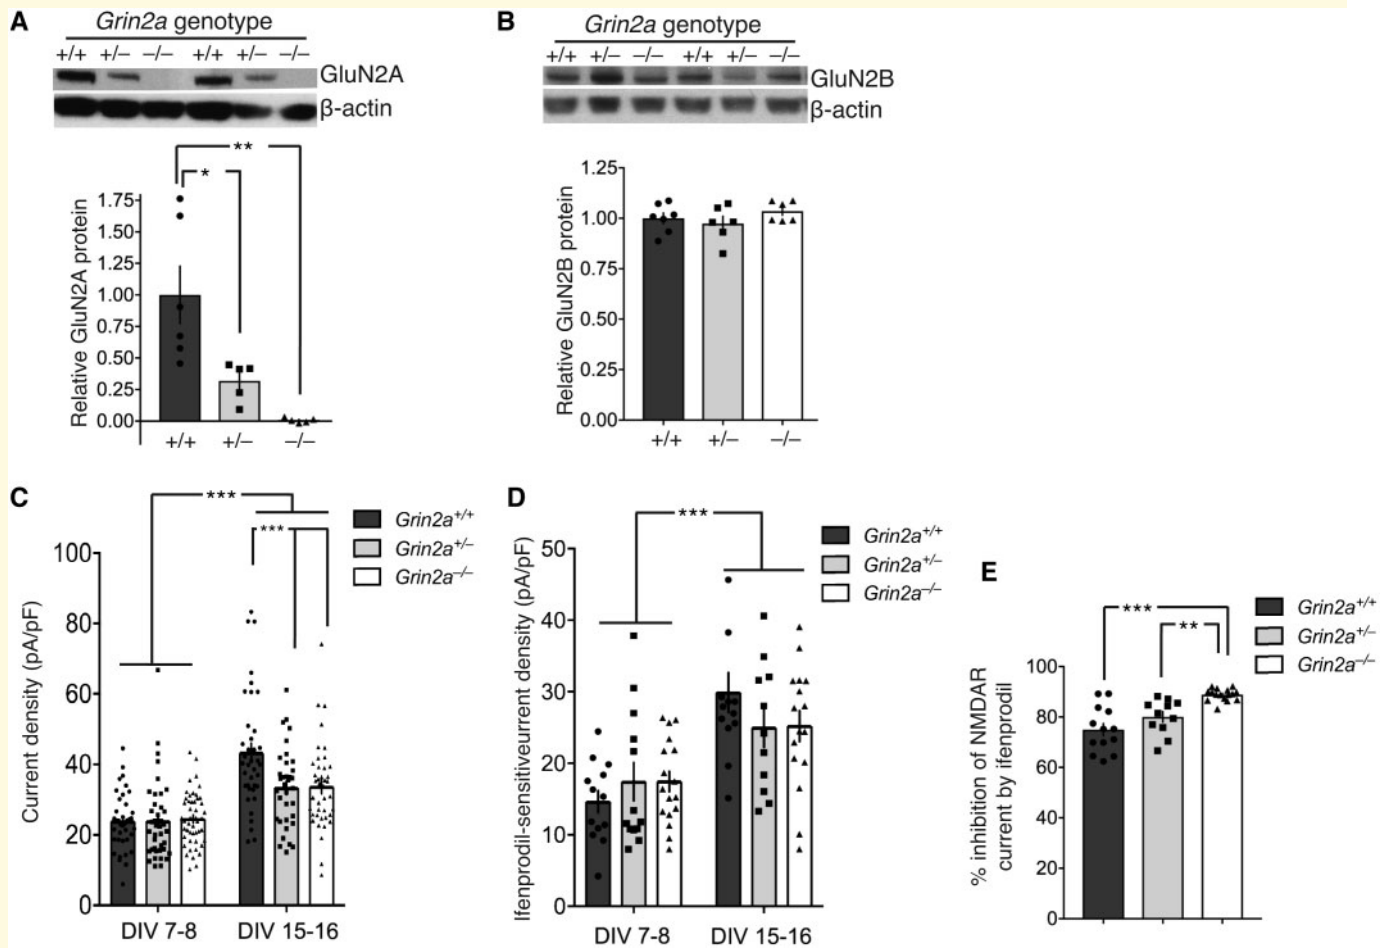 A
Grin2a genotype
+/+ +/– –/– +/+ +/– –/–
GluN2A
β-actin
**
*
Relative GluN2A protein
1.75
1.50
1.25
1.00
0.75
0.50
0.25
0.00
+/+ +/– –/–
B
Grin2a genotype
+/+ +/– –/– +/+ +/– –/–
GluN2B
β-actin
Relative GluN2B protein
1.25
1.00
0.75
0.50
0.25
0.00
+/+ +/– –/–
C
***
***
Grin2a+/+
Grin2a+/–
Grin2a–/–
Current density (pA/pF)
100
80
60
40
20
0
DIV 7-8 DIV 15-16
D
***
Grin2a+/+
Grin2a+/–
Grin2a–/–
Ifenprodil-sensitiveurrent density (pA/pF)
50
40
30
20
10
0
DIV 7-8 DIV 15-16
E
***
**
Grin2a+/+
Grin2a+/–
Grin2a–/–
% inhibition of NMDAR
current by ifenprodil
100
80
60
40
20
0